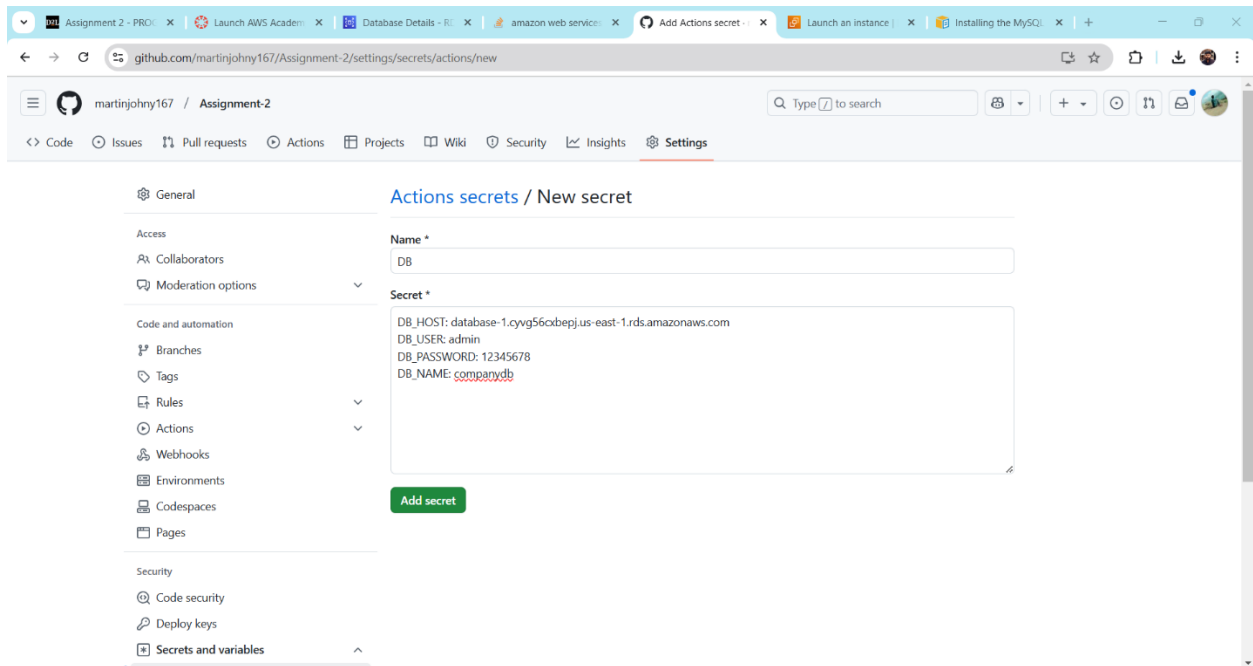 Assignment 2 - PROG
Launch AWS Academ
Database Details - RD
amazon web service
Add Actions secret ·
Launch an instance |
Installing the MySQL
github.com/martinjohny167/Assignment-2/settings/secrets/actions/new
martinjohny167 / Assignment-2
Type / to search
<> Code Issues Pull requests Actions Projects Wiki Security Insights Settings
General
Access
Collaborators
Moderation options
Code and automation
Branches
Tags
Rules
Actions
Webhooks
Environments
Codespaces
Pages
Security
Code security
Deploy keys
Secrets and variables
Actions secrets / New secret
Name *
DB
Secret *
DB_HOST: database-1.cyvg56cxbepj.us-east-1.rds.amazonaws.com
DB_USER: admin
DB_PASSWORD: 12345678
DB_NAME: companydb
Add secret